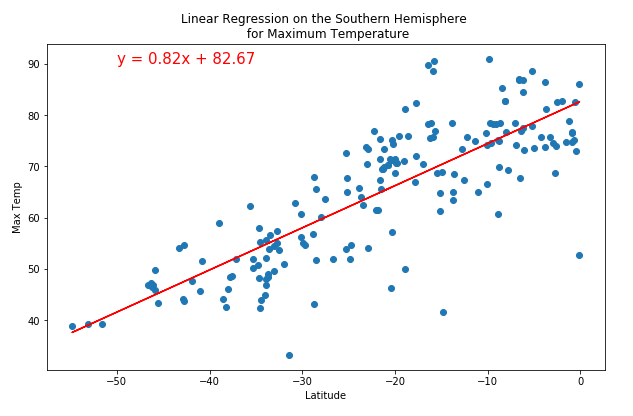 Linear Regression on the Southern Hemisphere
for Maximum Temperature
y = 0.82x + 82.67
90
80
70
60
50
40
Max Temp
−50
−40
−30
−20
−10
0
Latitude